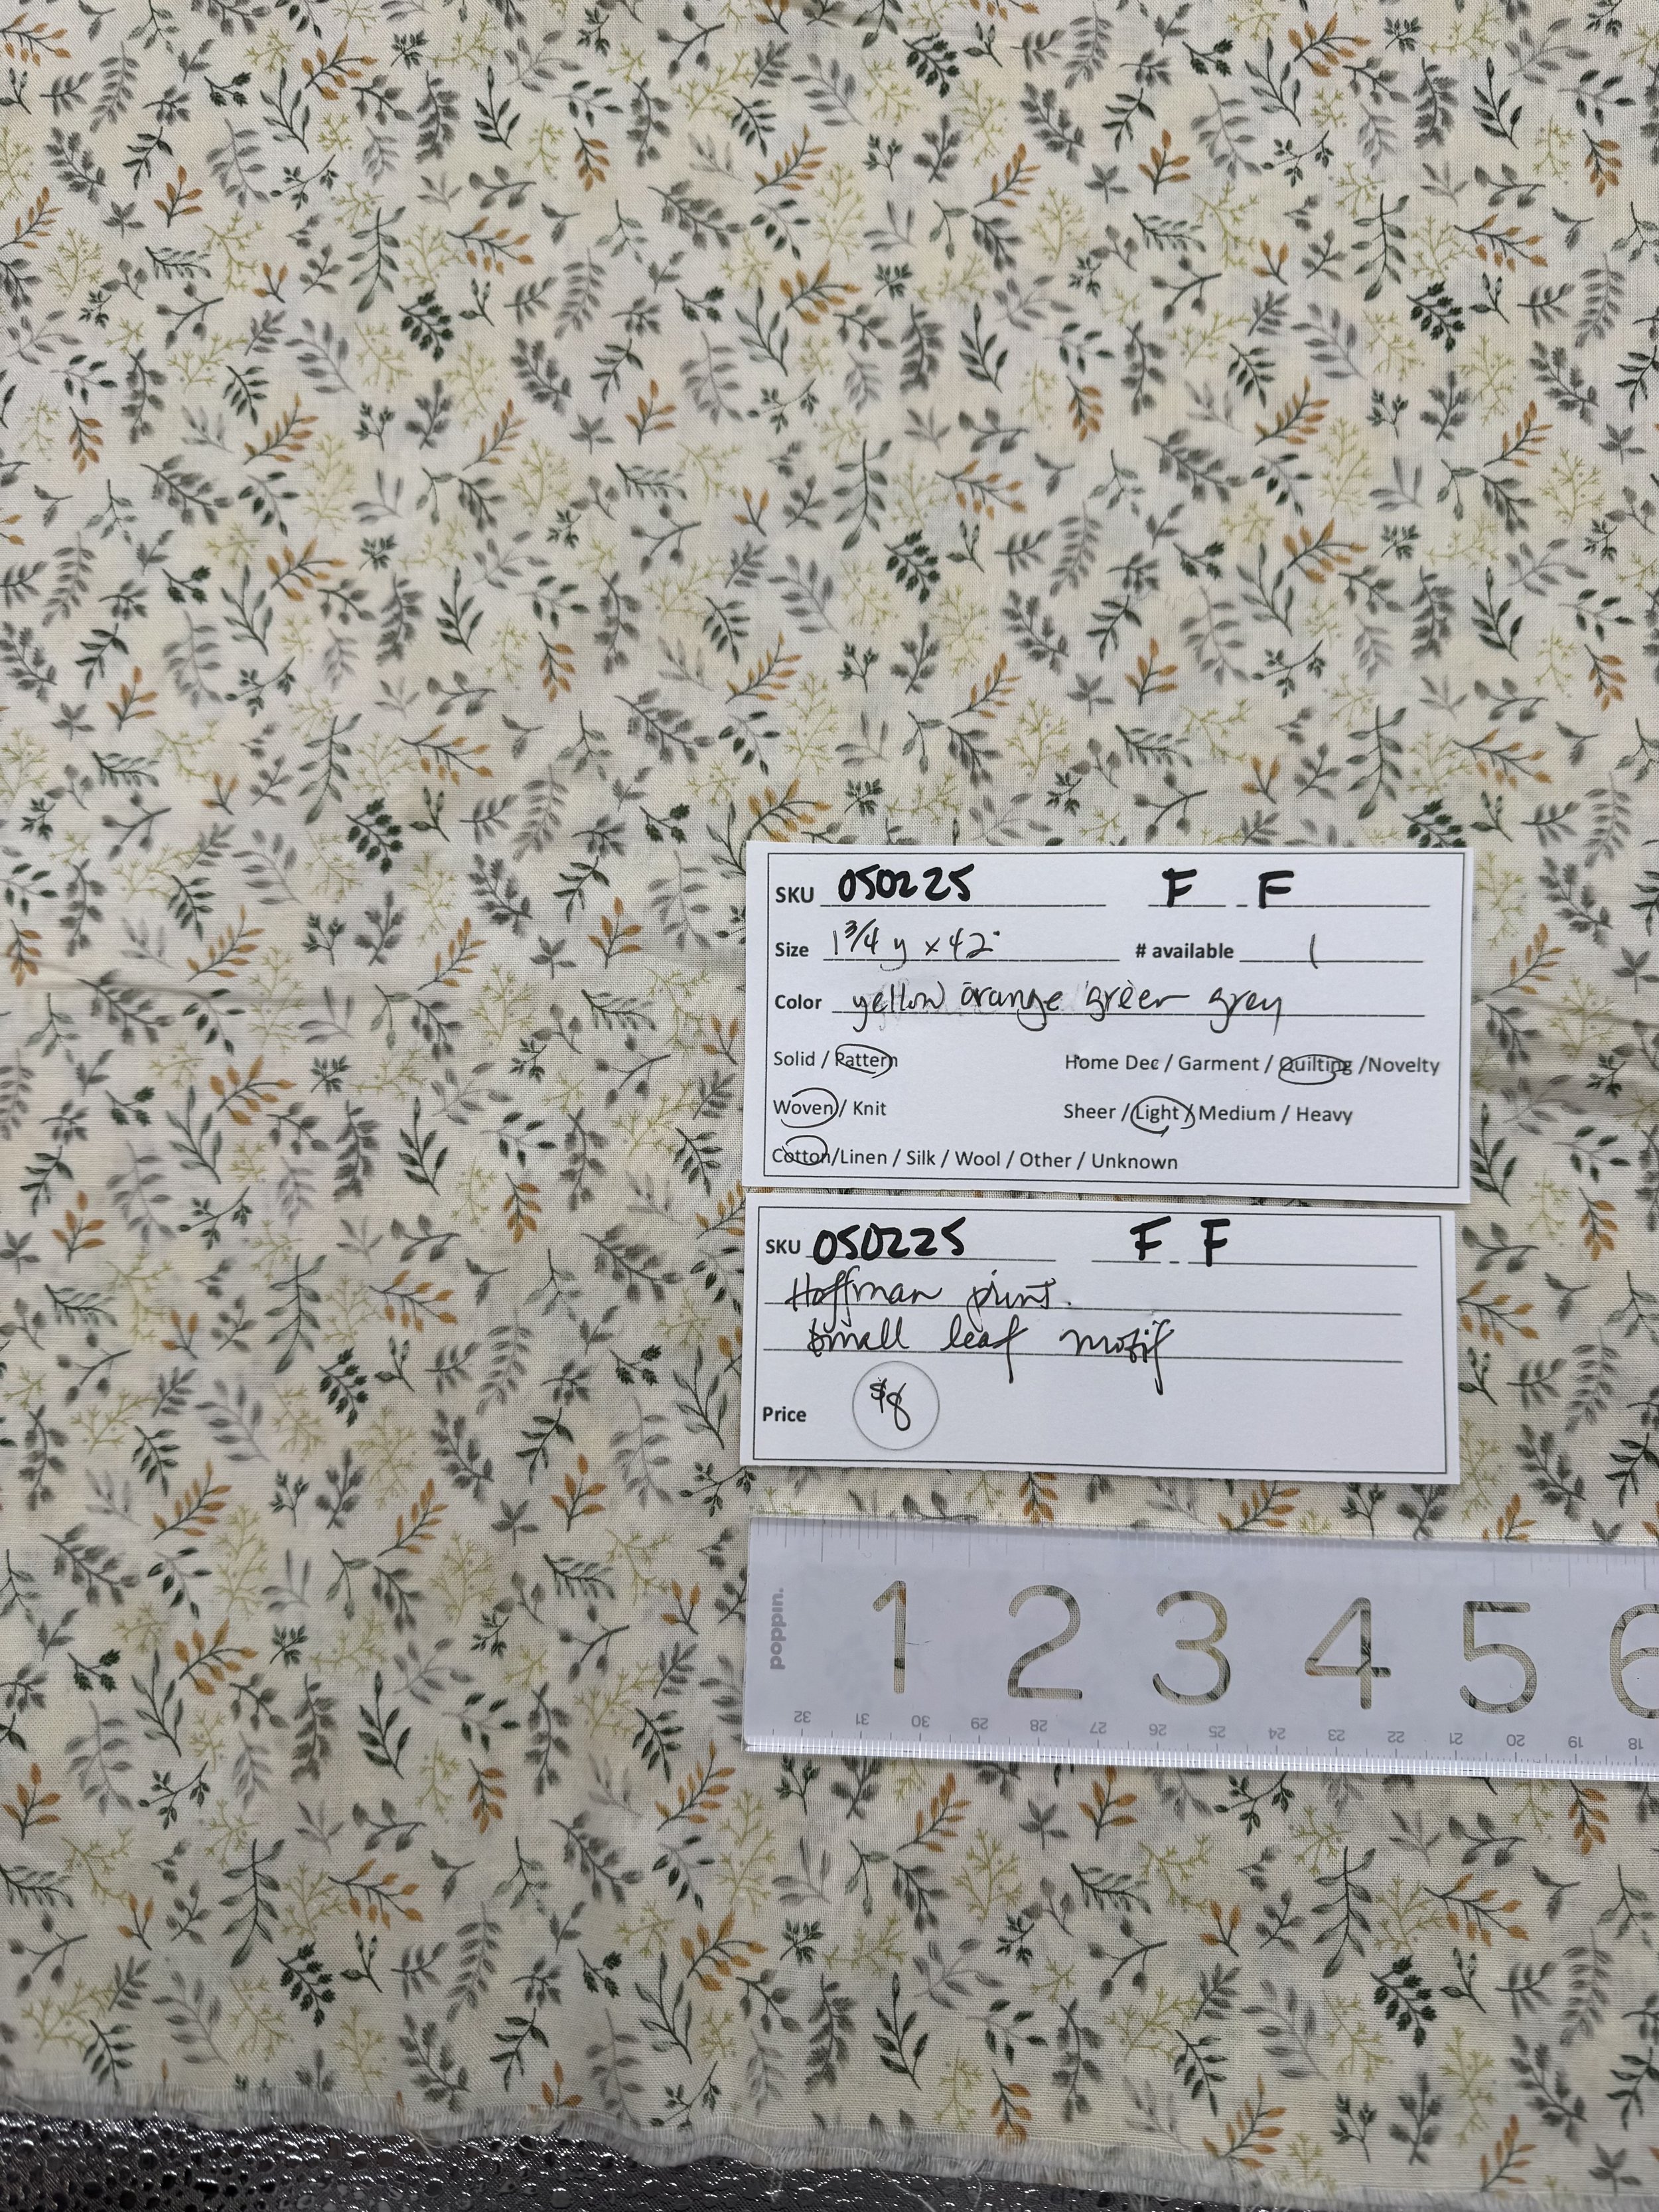 SKU 050225 F - F
Size 1 3/4 y x 42" # available 1
Color yellow orange green grey
Solid / Pattern Home Dec / Garment / Quilting /Novelty
Woven / Knit Sheer / Light / Medium / Heavy
Cotton/Linen / Silk / Wool / Other / Unknown
SKU 050225 F - F
Hoffman print.
small leaf motif
Price $8
poppin.
1 2 3 4 5 6
32 31 30 29 28 27 26 25 24 23 22 21 20 19 18